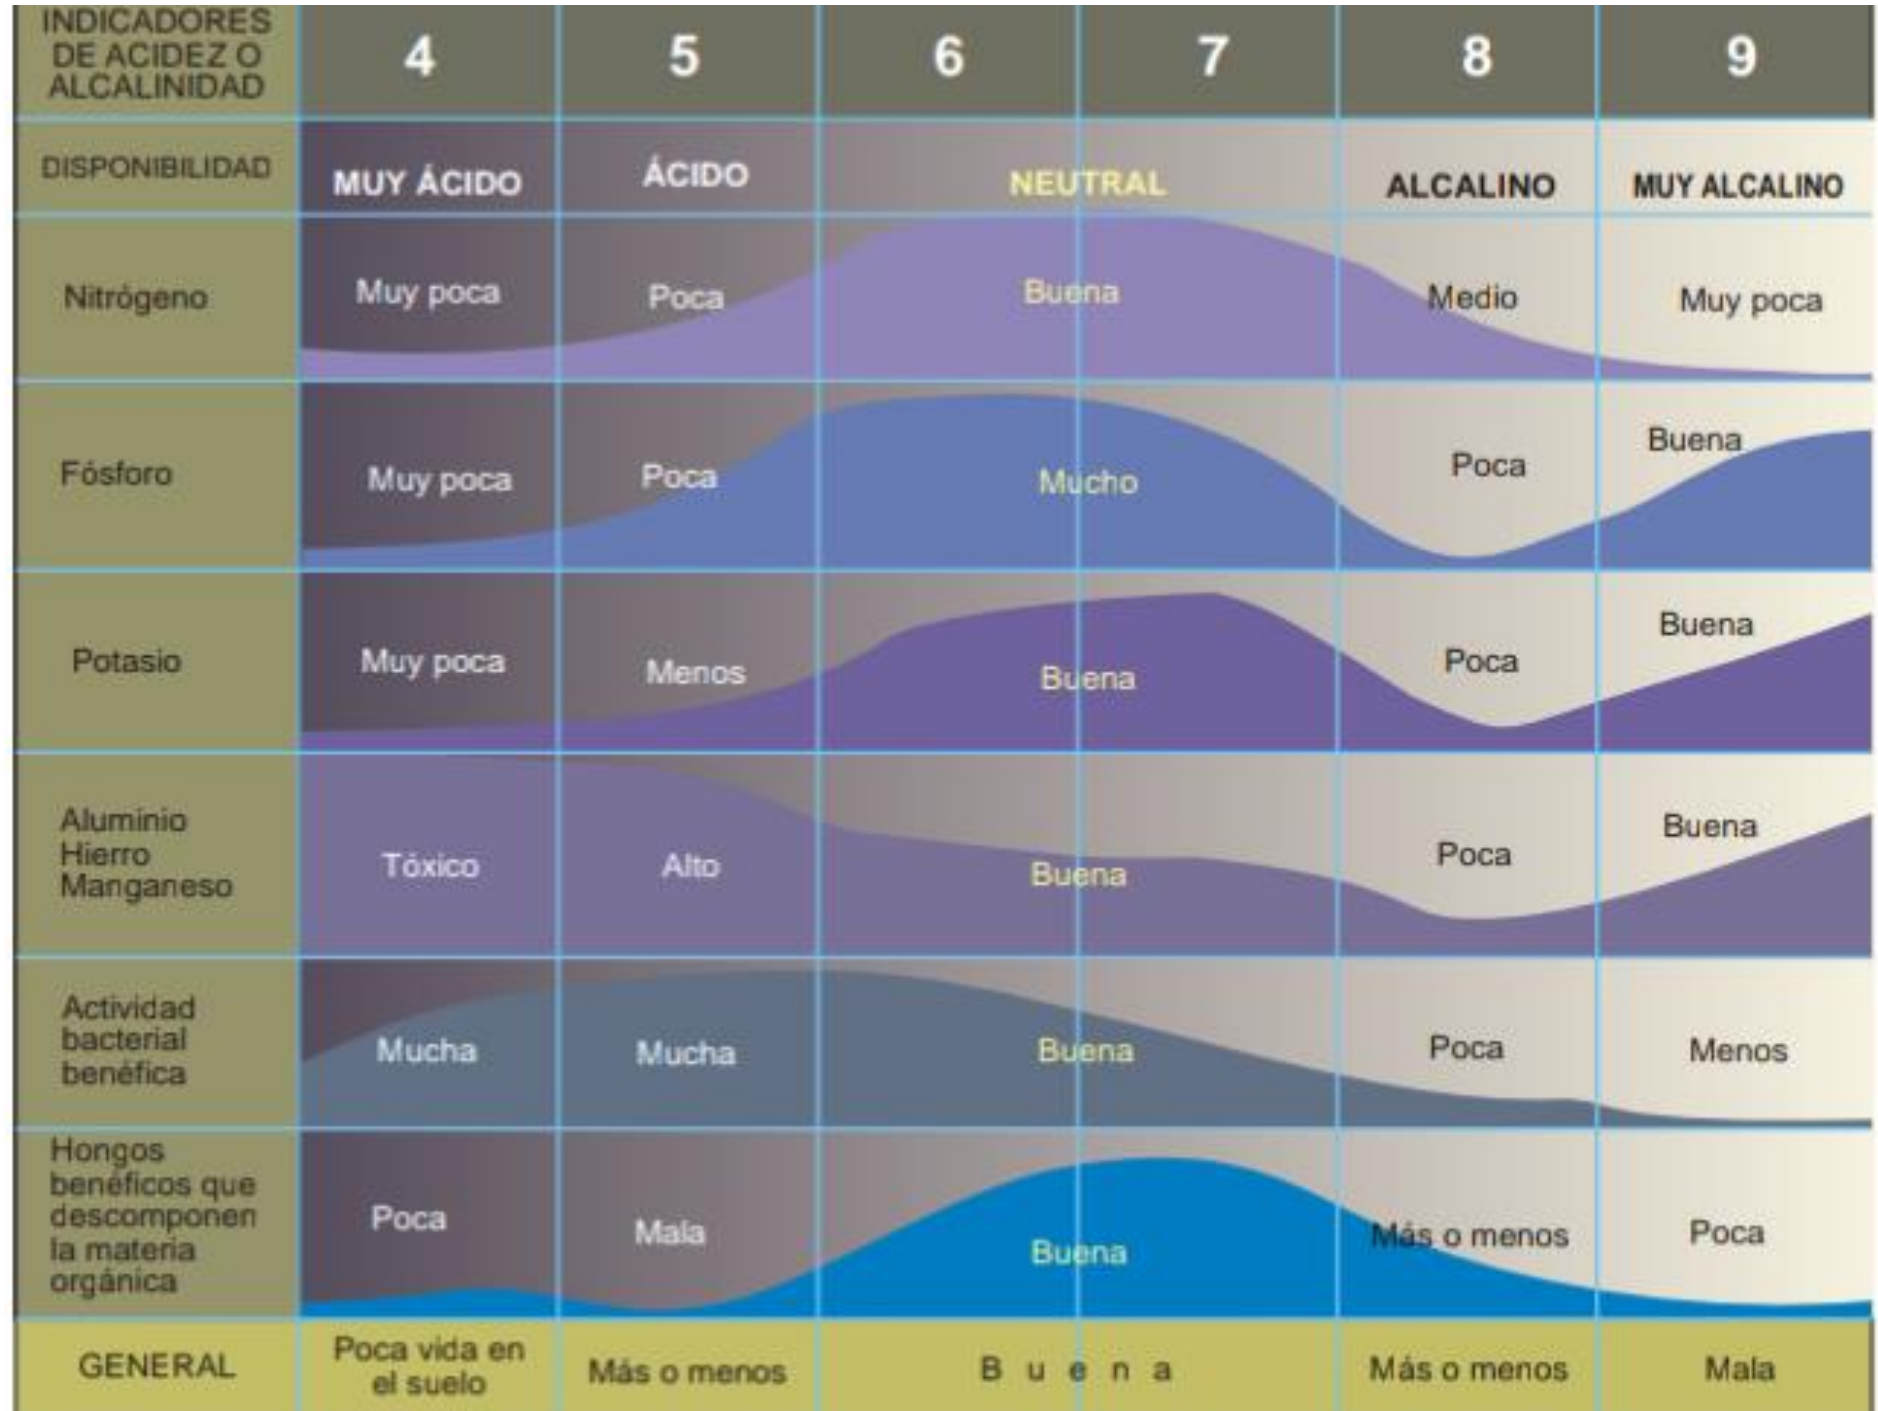 INDICADORES
DE ACIDEZ O
ALCALINIDAD
4 5 6 7 8 9
DISPONIBILIDAD
MUY ÁCIDO ÁCIDO NEUTRAL ALCALINO MUY ALCALINO
Nitrógeno Muy poca Poca Buena Medio Muy poca
Fósforo Muy poca Poca Mucho Poca Buena
Potasio Muy poca Menos Buena Poca Buena
Aluminio
Hierro
Manganeso
Tóxico Alto Buena Poca Buena
Actividad
bacterial
benéfica
Mucha Mucha Buena Poca Menos
Hongos
benéficos que
descomponen
la materia
orgánica
Poca Mala Buena Más o menos Poca
GENERAL
Poca vida en
el suelo
Más o menos B u e n a Más o menos Mala